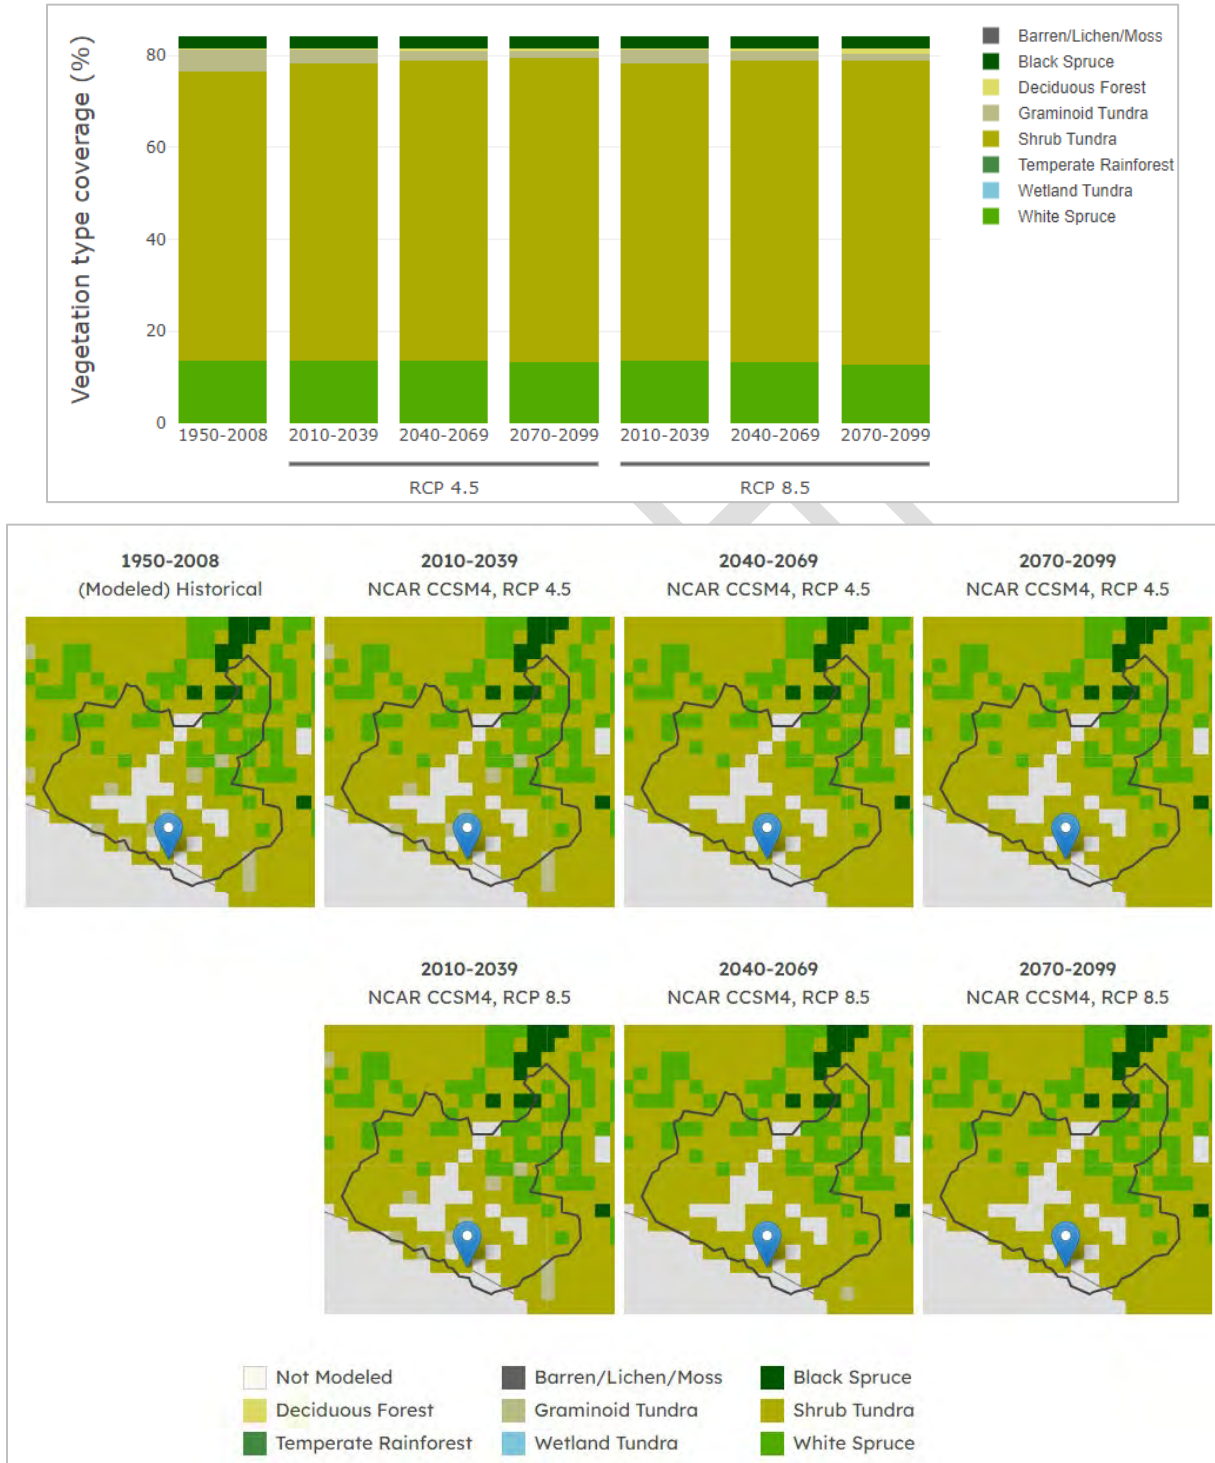 Vegetation type coverage (%)
80
60
40
20
0
1950-2008 2010-2039 2040-2069 2070-2099 2010-2039 2040-2069 2070-2099
RCP 4.5 RCP 8.5
Barren/Lichen/Moss
Black Spruce
Deciduous Forest
Graminoid Tundra
Shrub Tundra
Temperate Rainforest
Wetland Tundra
White Spruce
1950-2008 2010-2039 2040-2069 2070-2099
(Modeled) Historical NCAR CCSM4, RCP 4.5 NCAR CCSM4, RCP 4.5 NCAR CCSM4, RCP 4.5
2010-2039 2040-2069 2070-2099
NCAR CCSM4, RCP 8.5 NCAR CCSM4, RCP 8.5 NCAR CCSM4, RCP 8.5
Not Modeled Barren/Lichen/Moss Black Spruce
Deciduous Forest Graminoid Tundra Shrub Tundra
Temperate Rainforest Wetland Tundra White Spruce